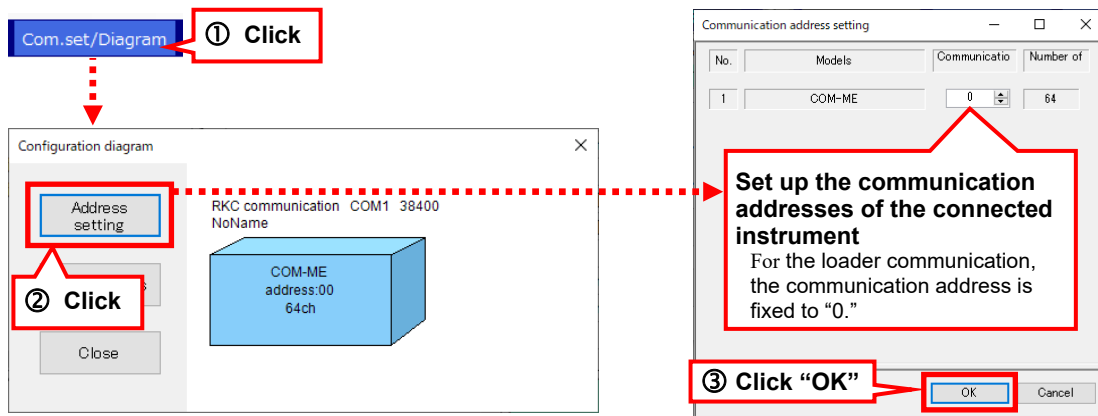 Com.set/Diagram
① Click
Configuration diagram
Address
setting
② Click
s
Close
RKC communication COM1 38400
NoName
COM-ME
address:00
64ch
Communication address setting
No. Models Communicatio Number of
1 COM-ME 0 64
Set up the communication
addresses of the connected
instrument
For the loader communication,
the communication address is
fixed to “0.”
③ Click “OK”
OK Cancel